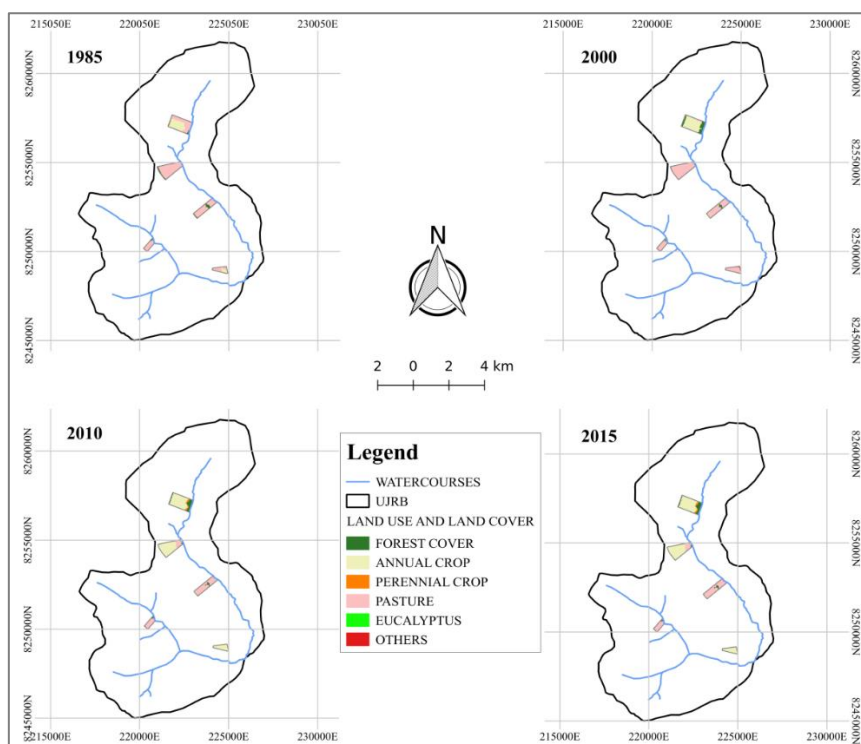 215050E 220050E 225050E 230050E
215000E 220000E 225000E 230000E
1985
2000
8260000N
8255000N
8250000N
8245000N
8260000N
8255000N
8250000N
8245000N
N
2 0 2 4 km
2010
2015
8260000N
8255000N
8250000N
8245000N
8260000N
8255000N
8250000N
8245000N
Legend
WATERCOURSES
UJRB
LAND USE AND LAND COVER
FOREST COVER
ANNUAL CROP
PERENNIAL CROP
PASTURE
EUCALYPTUS
OTHERS
215000E 220000E 225000E 230000E
215000E 220000E 225000E 230000E